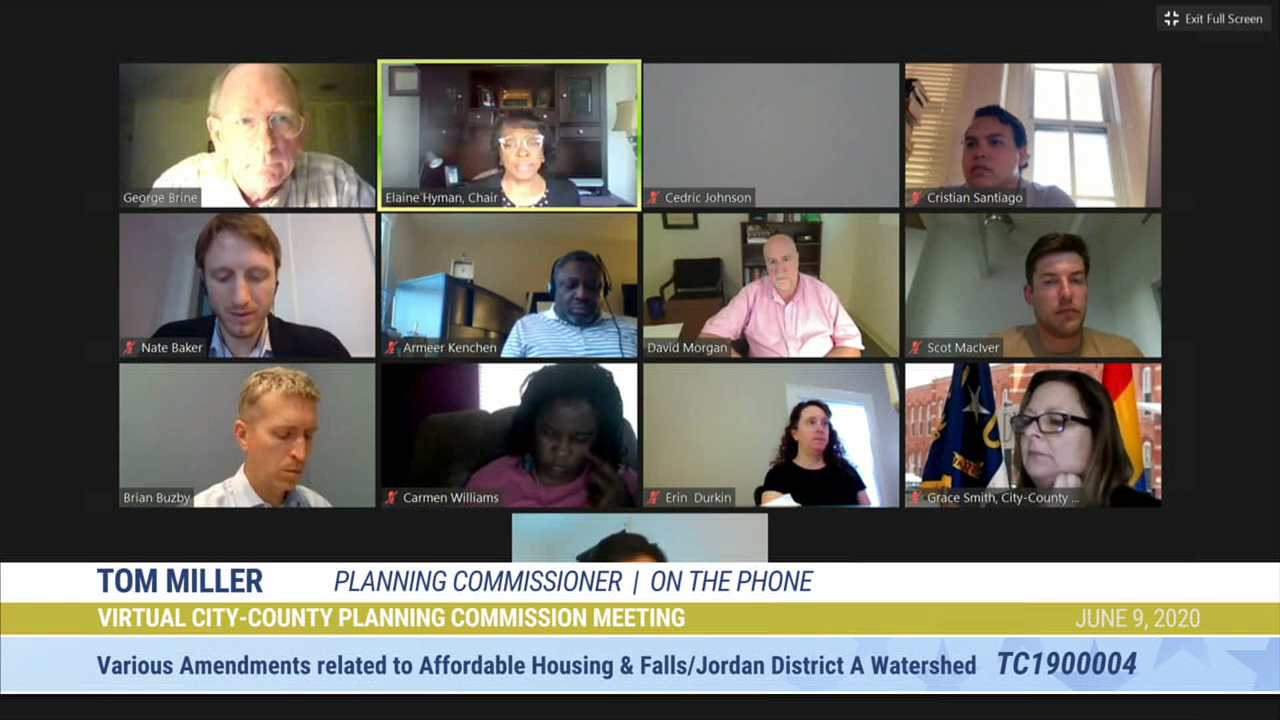 Exit Full Screen
George Brine
Elaine Hyman, Chair
Cedric Johnson
Cristian Santiago
Nate Baker
Armeer Kenchen
David Morgan
Scot MacIver
Brian Buzby
Carmen Williams
Erin Durkin
Grace Smith, City-County ...
TOM MILLER PLANNING COMMISSIONER | ON THE PHONE
VIRTUAL CITY-COUNTY PLANNING COMMISSION MEETING JUNE 9, 2020
Various Amendments related to Affordable Housing & Falls/Jordan District A Watershed TC1900004